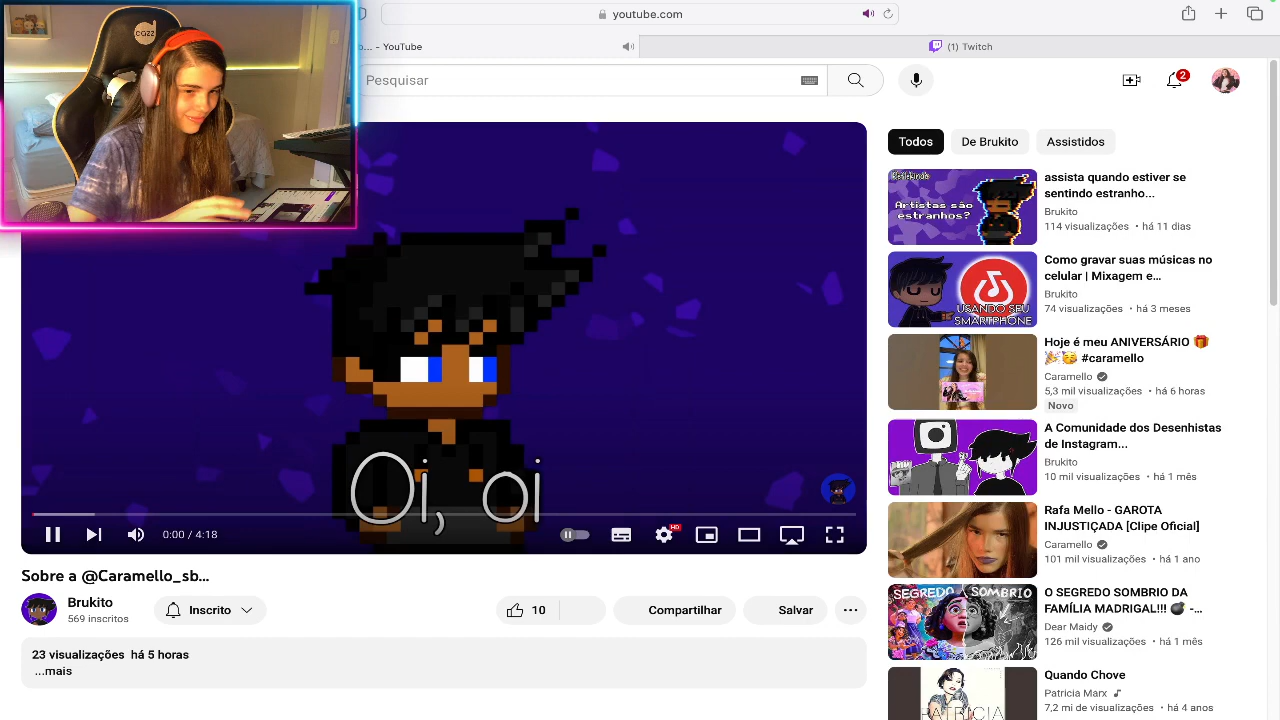 youtube.com
o... - YouTube
(1) Twitch
CGZZ
Pesquisar
2
Todos
De Brukito
Assistidos
Artistas são
estranhos?
assista quando estiver se
sentindo estranho...
Brukito
114 visualizações • há 11 dias
USANDO SEU
SMARTPHONE
Como gravar suas músicas no
celular | Mixagem e...
Brukito
74 visualizações • há 3 meses
Hoje é meu ANIVERSÁRIO 🎁
🎉🥳 #caramello
Caramello
5,3 mil visualizações • há 6 horas
Novo
A Comunidade dos Desenhistas
de Instagram...
Brukito
10 mil visualizações • há 1 mês
Rafa Mello - GAROTA
INJUSTIÇADA [Clipe Oficial]
Caramello
101 mil visualizações • há 1 ano
SEGREDO SOMBRIO
O SEGREDO SOMBRIO DA
FAMÍLIA MADRIGAL!!! 💣 -...
Dear Maidy
126 mil visualizações • há 1 mês
PATRICIA
Quando Chove
Patricia Marx
7,2 mi de visualizações • há 4 anos
Oi, oi
0:00 / 4:18
HD
Sobre a @Caramello_sb...
Brukito
569 inscritos
Inscrito
10
Compartilhar
Salvar
23 visualizações há 5 horas
...mais